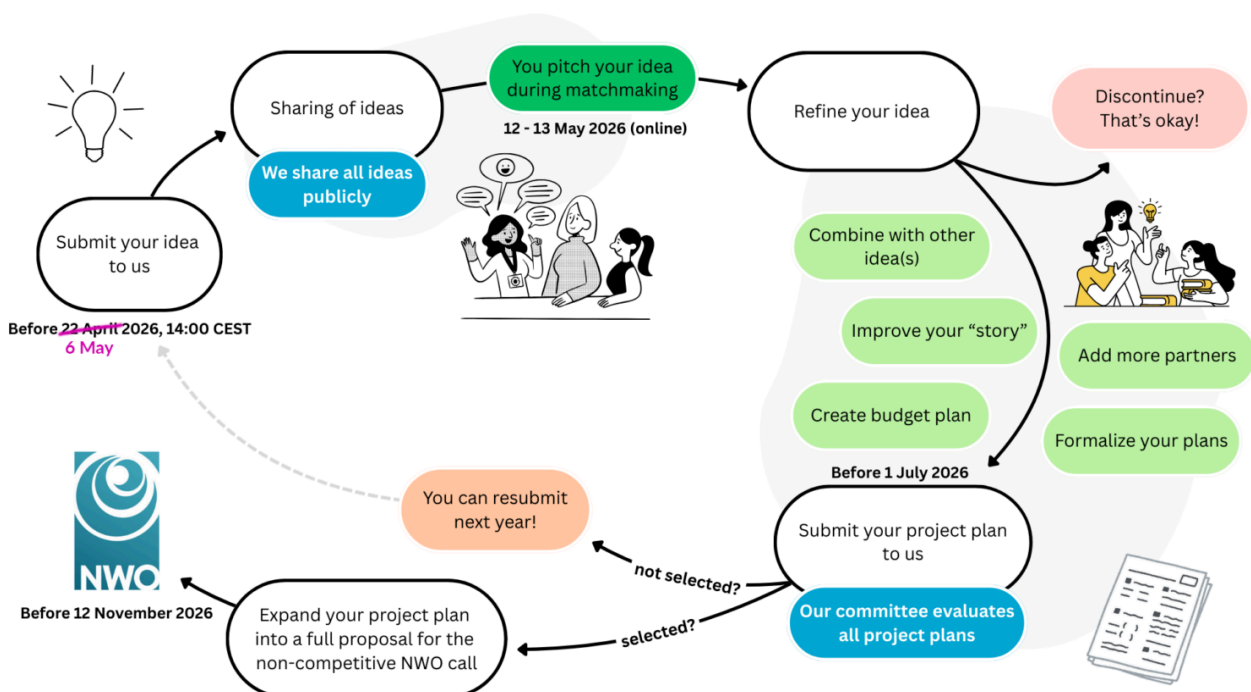 Submit your idea
to us
Before 22 April 2026, 14:00 CEST
6 May
Sharing of ideas
We share all ideas
publicly
You pitch your idea
during matchmaking
12 - 13 May 2026 (online)
Refine your idea
Discontinue?
That's okay!
Combine with other
idea(s)
Improve your “story”
Add more partners
Create budget plan
Formalize your plans
Before 1 July 2026
Submit your project plan
to us
Our committee evaluates
all project plans
not selected?
You can resubmit
next year!
selected?
Expand your project plan
into a full proposal for the
non-competitive NWO call
NWO
Before 12 November 2026